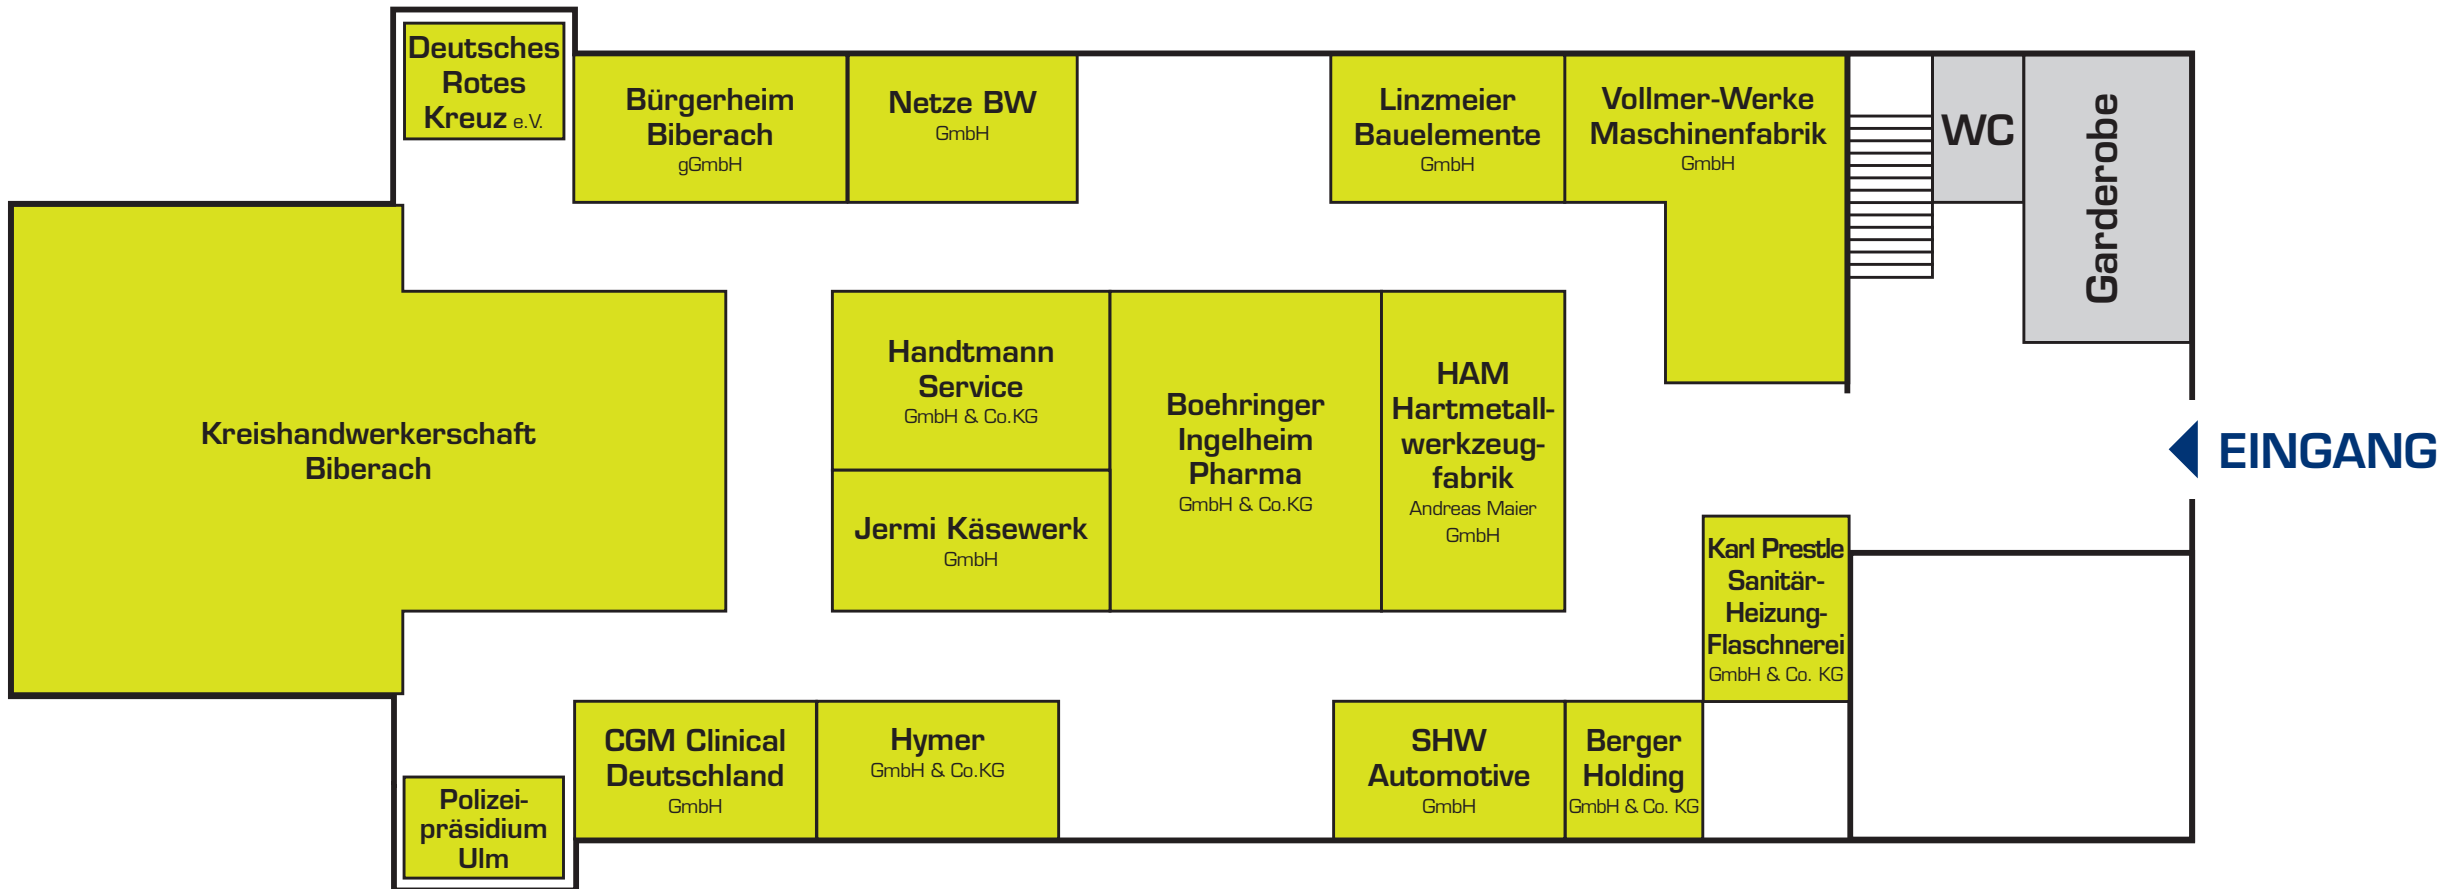 Deutsches
Rotes
Kreuz e.V.
Bürgerheim
Biberach
gGmbH
Netze BW
GmbH
Linzmeier
Bauelemente
GmbH
Vollmer-Werke
Maschinenfabrik
GmbH
WC
Garderobe
Kreishandwerkerschaft
Biberach
Handtmann
Service
GmbH & Co.KG
Jermi Käsewerk
GmbH
Boehringer
Ingelheim
Pharma
GmbH & Co.KG
HAM
Hartmetall-
werkzeug-
fabrik
Andreas Maier
GmbH
EINGANG
Karl Prestle
Sanitär-
Heizung-
Flaschnerei
GmbH & Co. KG
Polizei-
präsidium
Ulm
CGM Clinical
Deutschland
GmbH
Hymer
GmbH & Co.KG
SHW
Automotive
GmbH
Berger
Holding
GmbH & Co. KG